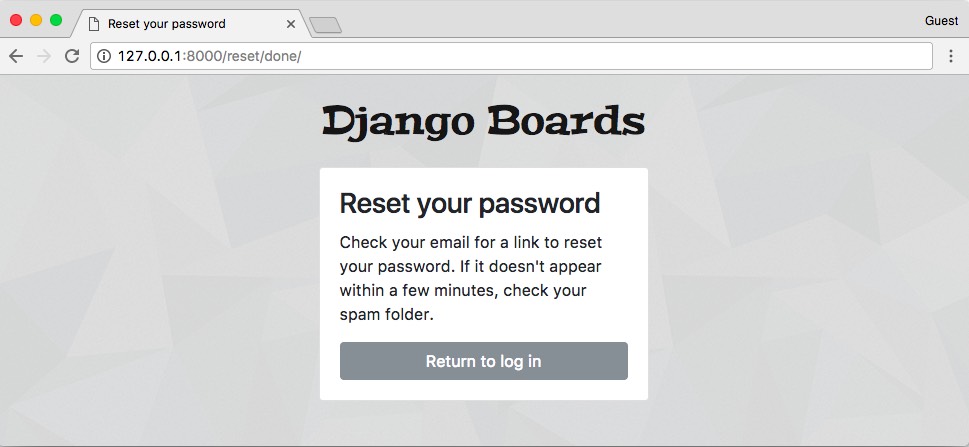 Reset your password
Guest
127.0.0.1:8000/reset/done/
Django Boards
Reset your password
Check your email for a link to reset
your password. If it doesn't appear
within a few minutes, check your
spam folder.
Return to log in